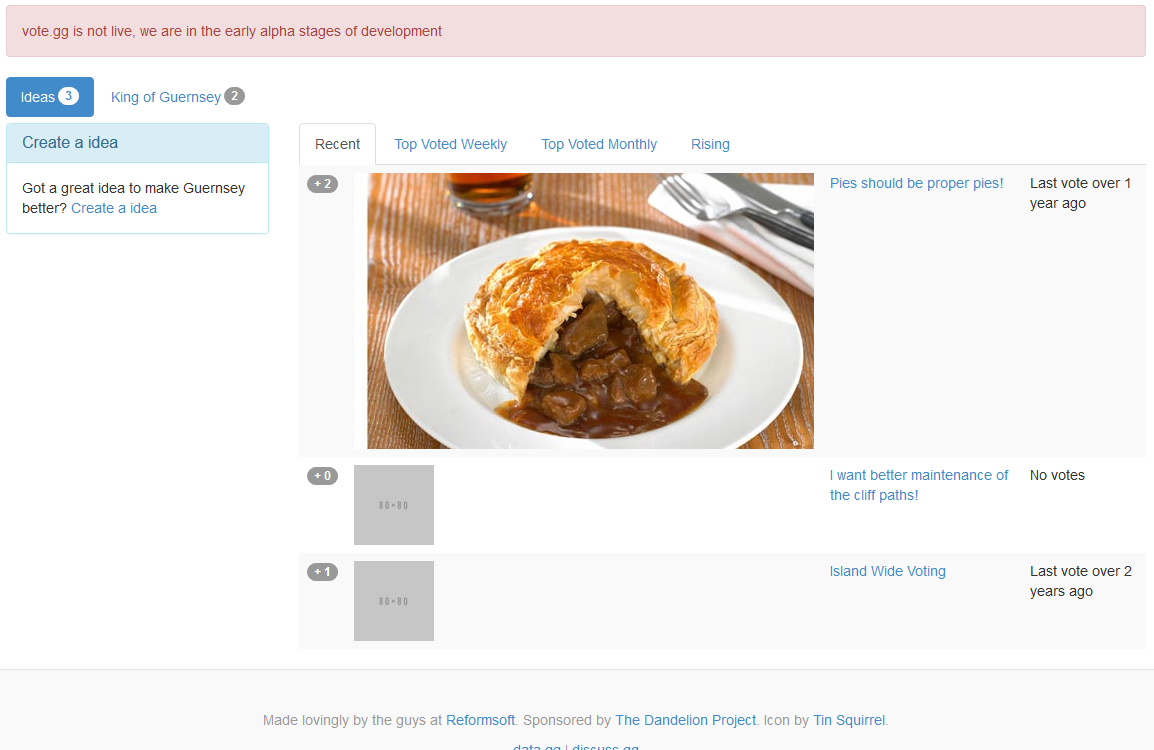 vote.gg is not live, we are in the early alpha stages of development
Ideas 3 King of Guernsey 2
Create a idea
Got a great idea to make Guernsey
better? Create a idea
Recent Top Voted Weekly Top Voted Monthly Rising
+ 2 Pies should be proper pies! Last vote over 1
year ago
+ 0 I want better maintenance of No votes
the cliff paths!
80×80
+ 1 Island Wide Voting Last vote over 2
years ago
80×80
Made lovingly by the guys at Reformsoft. Sponsored by The Dandelion Project. Icon by Tin Squirrel.
data.gg | discuss.gg